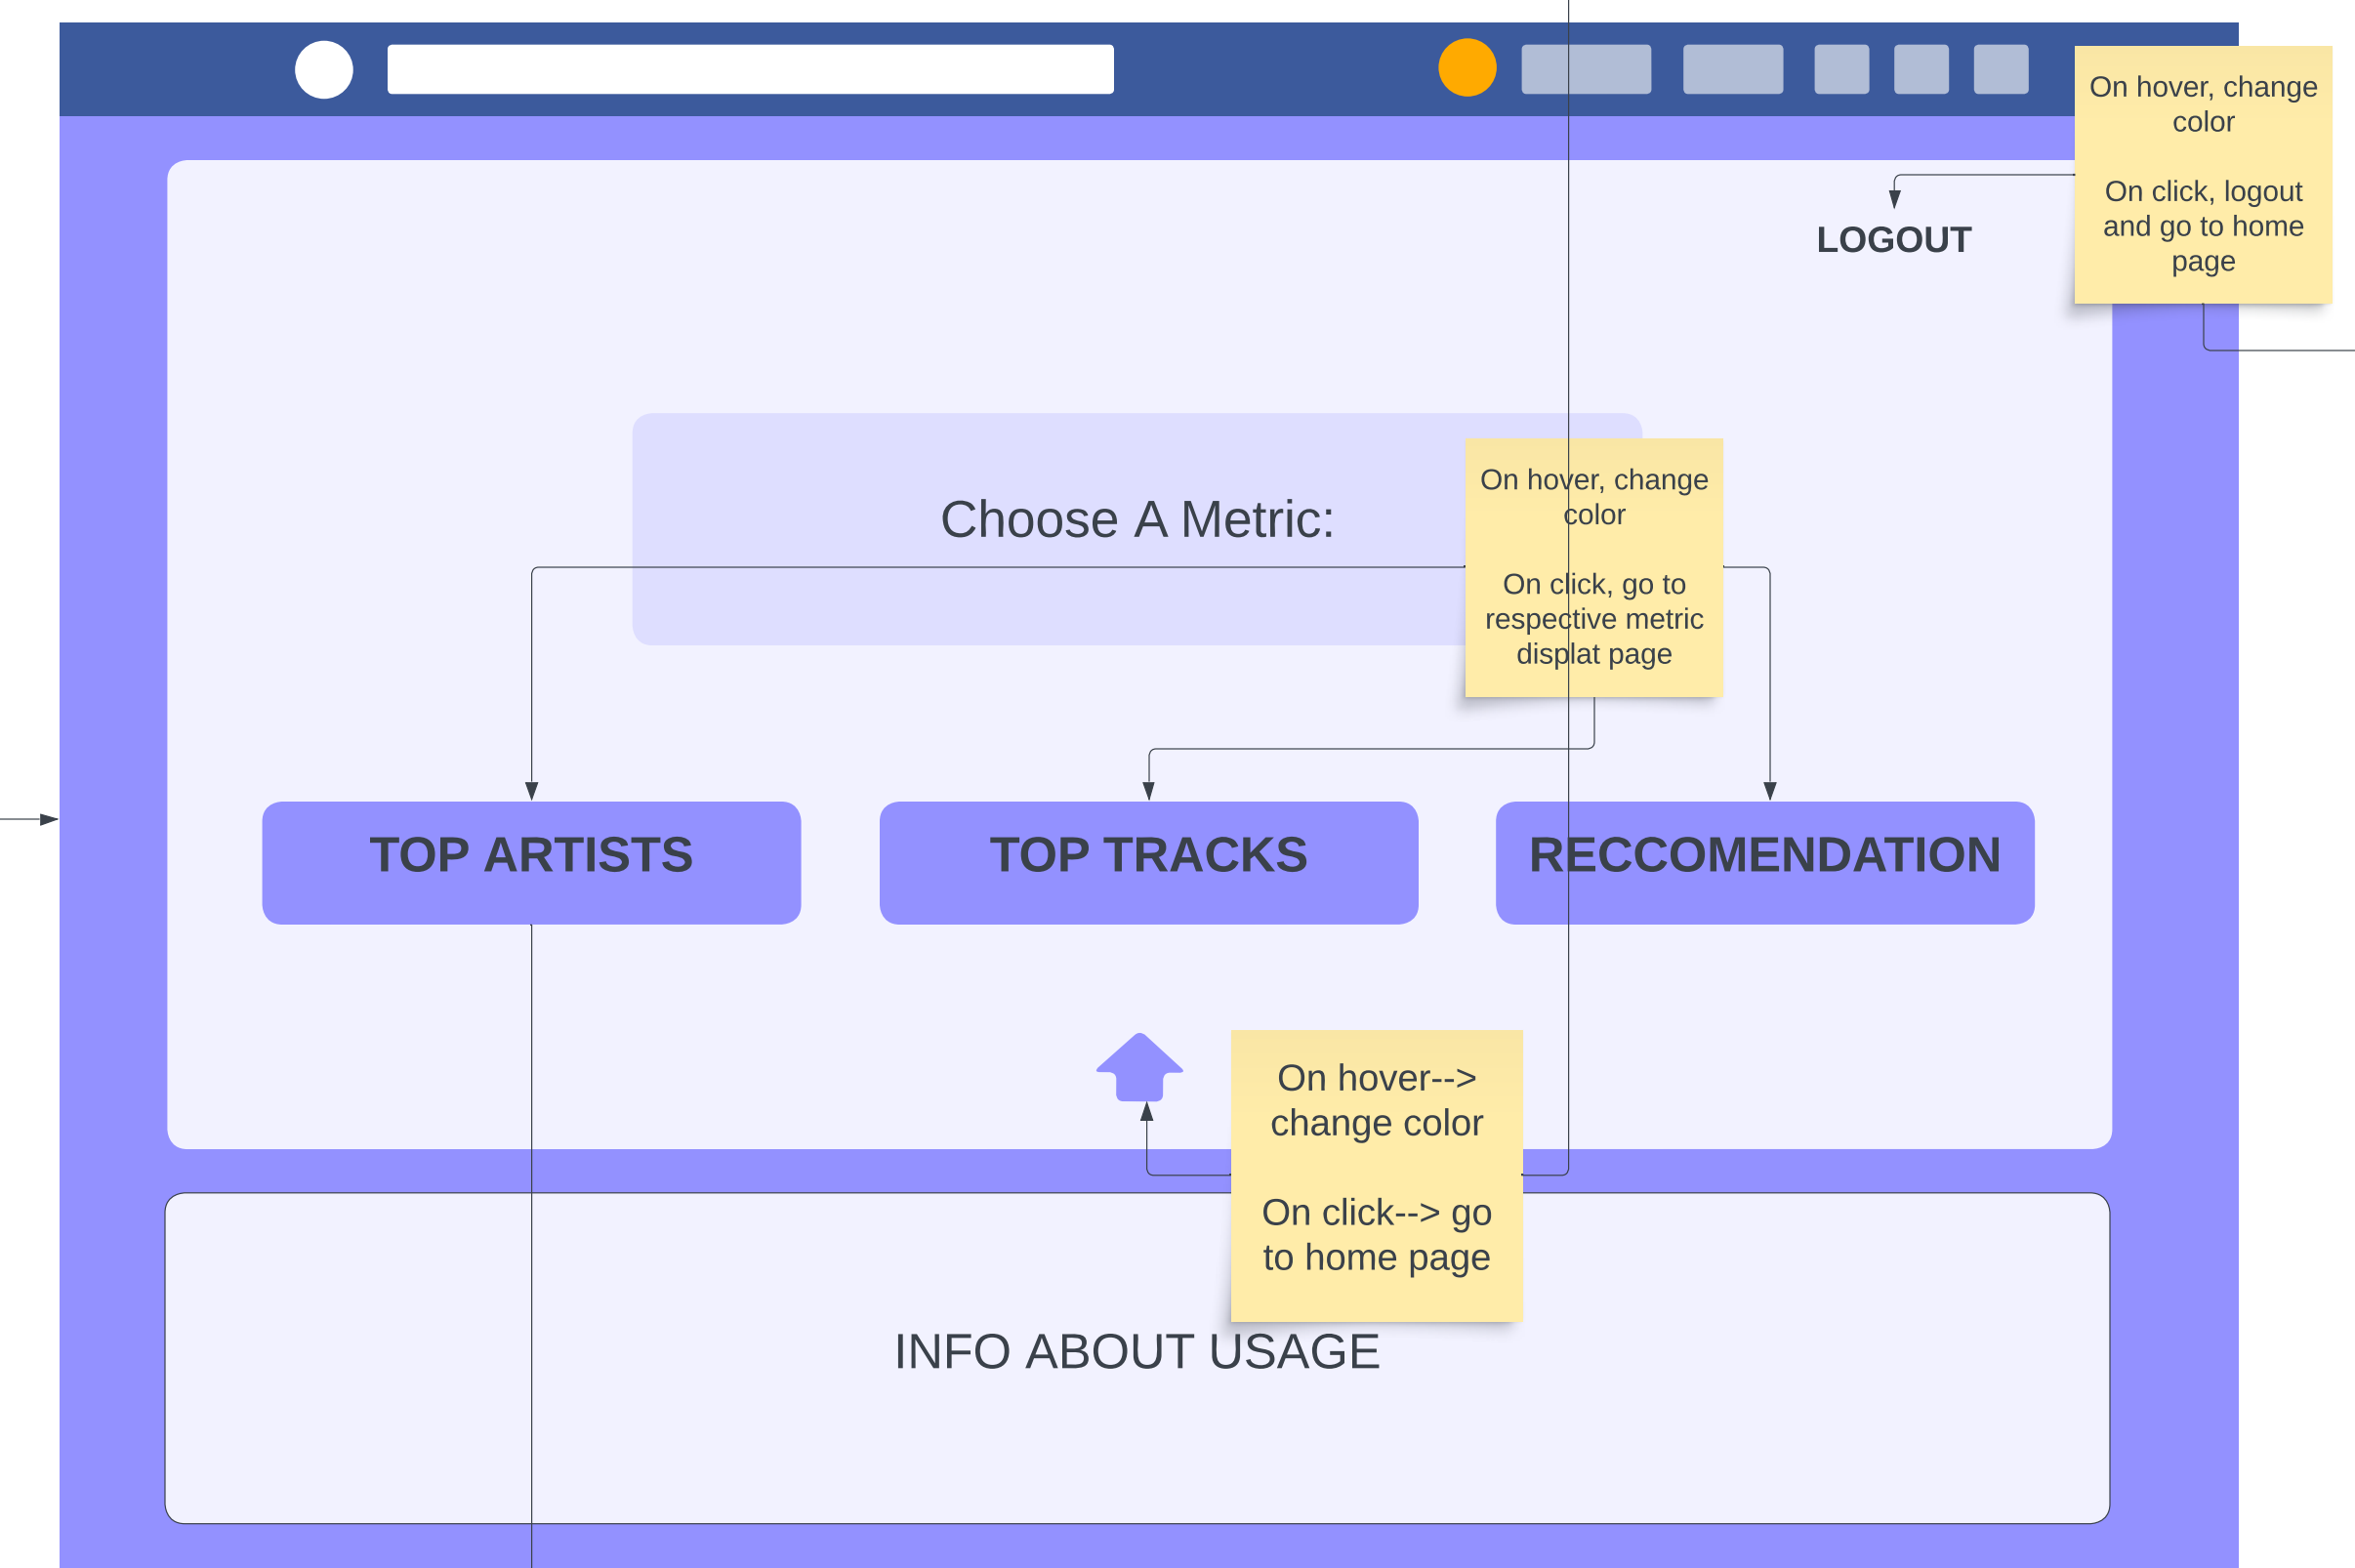 On hover, change
color
On click, logout
and go to home
page
LOGOUT
Choose A Metric:
On hover, change
color
On click, go to
respective metric
displat page
TOP ARTISTS
TOP TRACKS
RECCOMENDATION
On hover-->
change color
On click--> go
to home page
INFO ABOUT USAGE